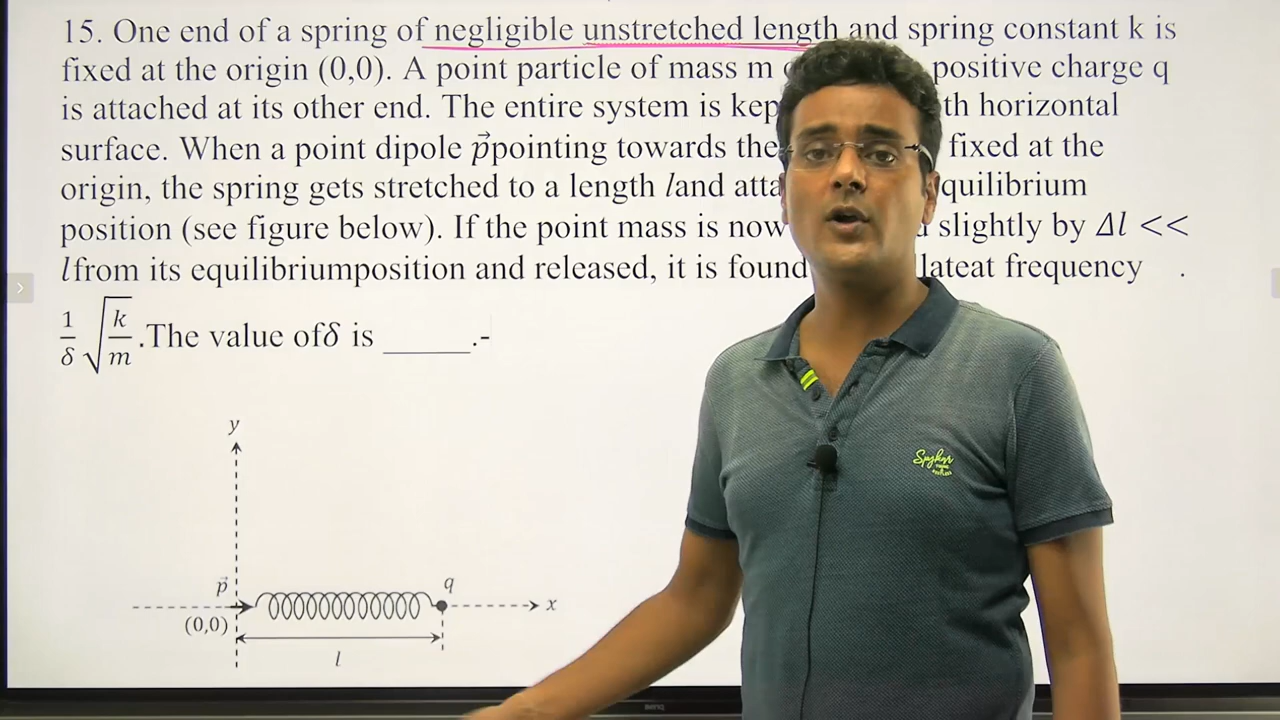 15. One end of a spring of negligible unstretched length and spring constant k is
fixed at the origin (0,0). A point particle of mass m positive charge q
is attached at its other end. The entire system is kep th horizontal
surface. When a point dipole p⃗pointing towards the fixed at the
origin, the spring gets stretched to a length land atta quilibrium
position (see figure below). If the point mass is now slightly by Δl <<
lfrom its equilibriumposition and released, it is found lateat frequency .
1/δ √k/m .The value ofδ is ______.-
y
p⃗ q
x
(0,0)
l
Spykar
BENQ